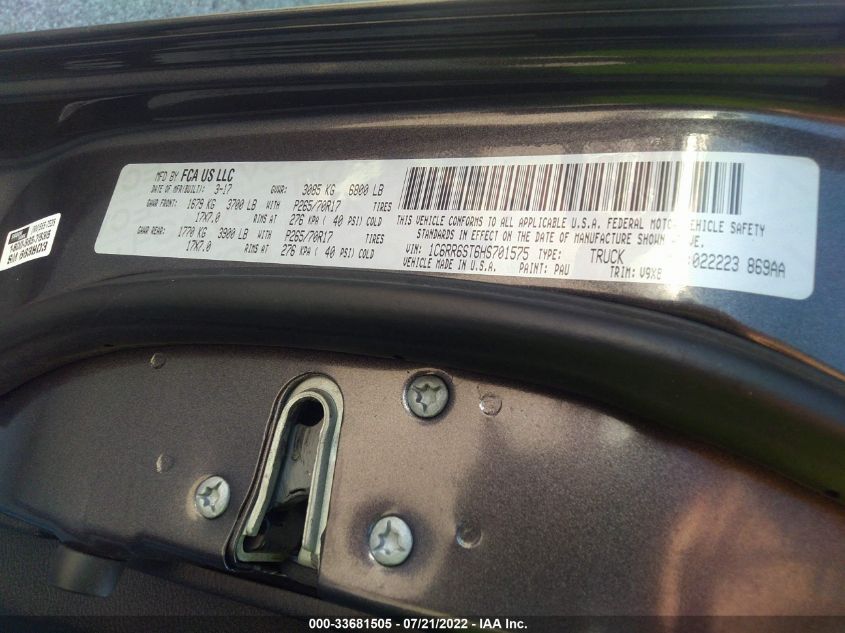 MFD BY FCA US LLC
DATE OF MFR(BUILT): 3-17 GVWR: 3085 KG 6800 LB
GAWR FRONT: 1679 KG 3700 LB WITH P265/70R17 TIRES
17X7.0 RIMS AT 276 KPA ( 40 PSI) COLD
GAWR REAR: 1770 KG 3900 LB WITH P265/70R17 TIRES
17X7.0 RIMS AT 276 KPA ( 40 PSI) COLD
THIS VEHICLE CONFORMS TO ALL APPLICABLE U.S.A. FEDERAL MOTOR VEHICLE SAFETY
STANDARDS IN EFFECT ON THE DATE OF MANUFACTURE SHOWN
VIN: 1C6RR6ST6HS701575 TYPE: TRUCK 022223 869AA
VEHICLE MADE IN U.S.A. PAINT: PAU TRIM: V9X8
000-33681505 - 07/21/2022 - IAA Inc.